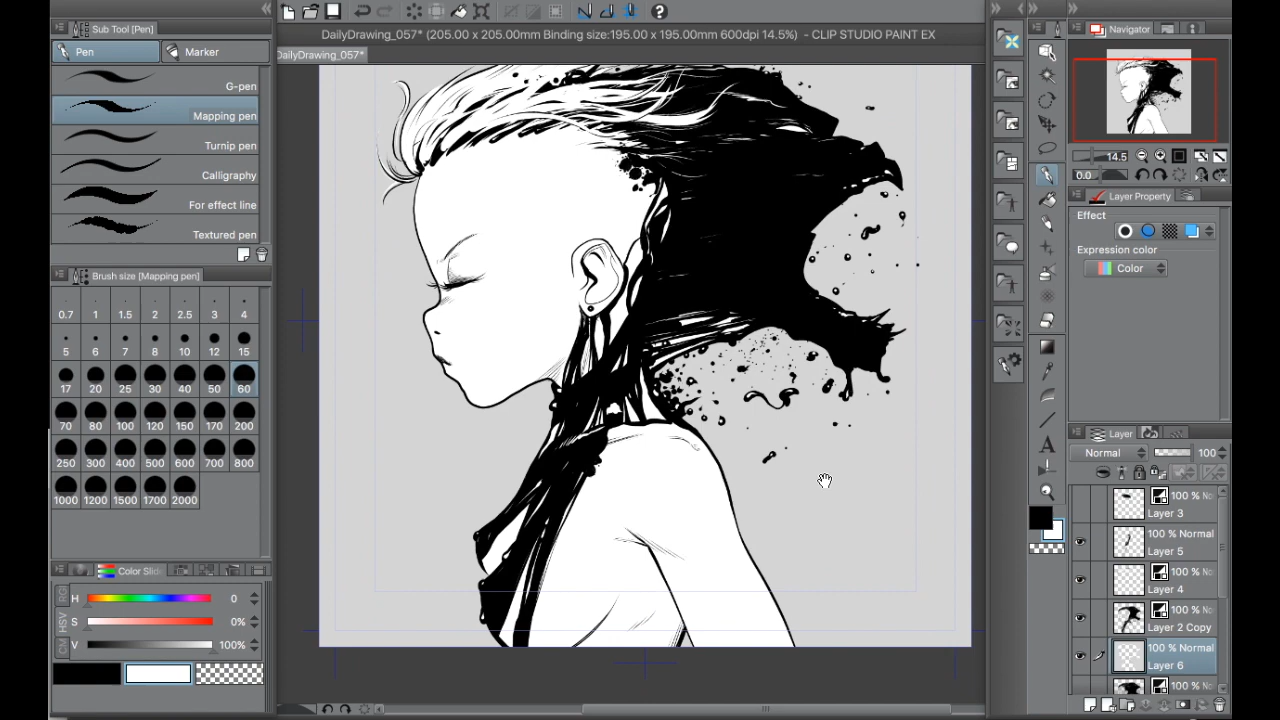 Sub Tool [Pen]
Pen
Marker
G-pen
Mapping pen
Turnip pen
Calligraphy
For effect line
Textured pen
Brush size [Mapping pen]
0.7 1 1.5 2 2.5 3 4
5 6 7 8 10 12 15
17 20 25 30 40 50 60
70 80 100 120 150 170 200
250 300 400 500 600 700 800
1000 1200 1500 1700 2000
Color Slid
H 0
S 0%
V 100%
DailyDrawing_057* (205.00 x 205.00mm Binding size:195.00 x 195.00mm 600dpi 14.5%) - CLIP STUDIO PAINT EX
DailyDrawing_057*
Navigator
14.5
0.0
Layer Property
Effect
Expression color
Color
Layer
Normal 100
100 % No
Layer 3
100 % Normal
Layer 5
100 % No
Layer 4
100 % No
Layer 2 Copy
100 % Normal
Layer 6
100 % No